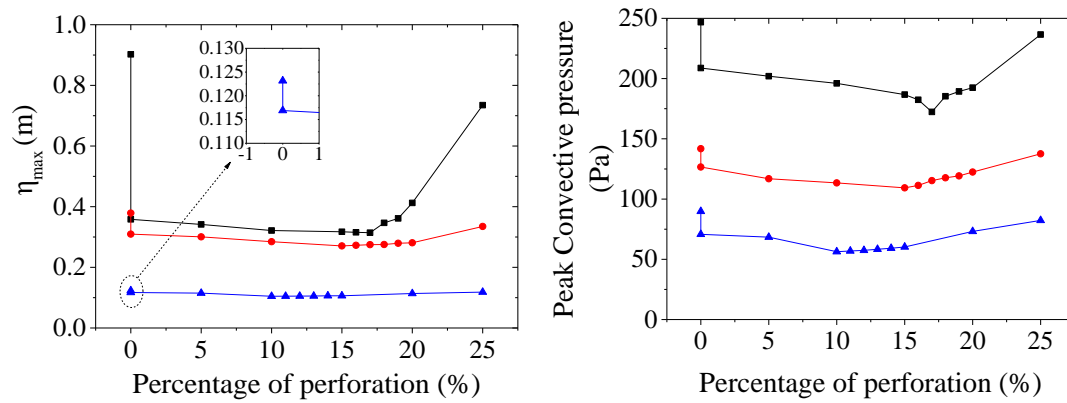 1.0
0.8
0.6
0.4
0.2
0.0
η_max (m)
0.130
0.125
0.120
0.115
0.110
-1 0 1
0 5 10 15 20 25
Percentage of perforation (%)
250
200
150
100
50
0
Peak Convective pressure
(Pa)
0 5 10 15 20 25
Percentage of perforation (%)